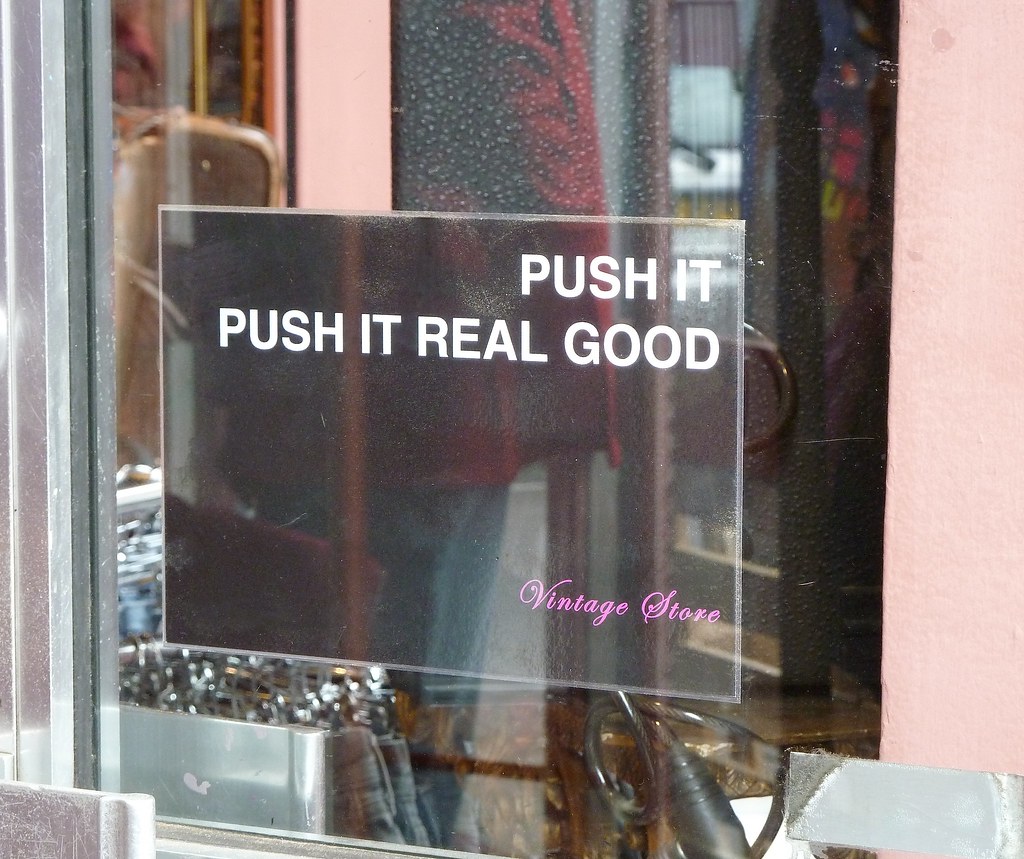 PUSH IT
PUSH IT REAL GOOD
Vintage Store